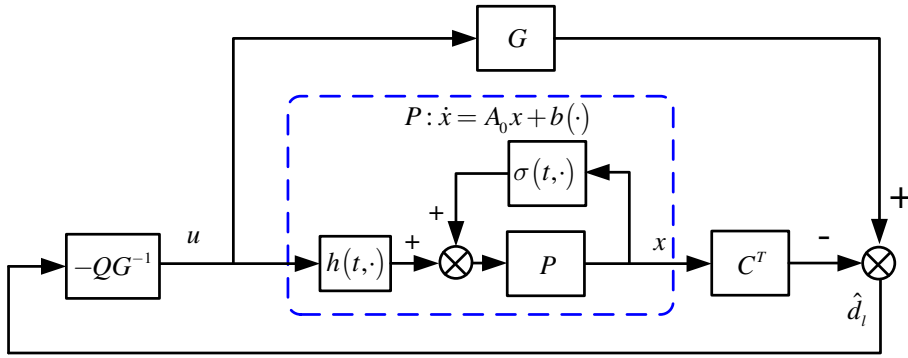 G
P : ẋ = A₀x + b(·)
σ(t,·)
+
+
u
-QG⁻¹
h(t,·)
+
P
x
Cᵀ
-
d̂ₗ